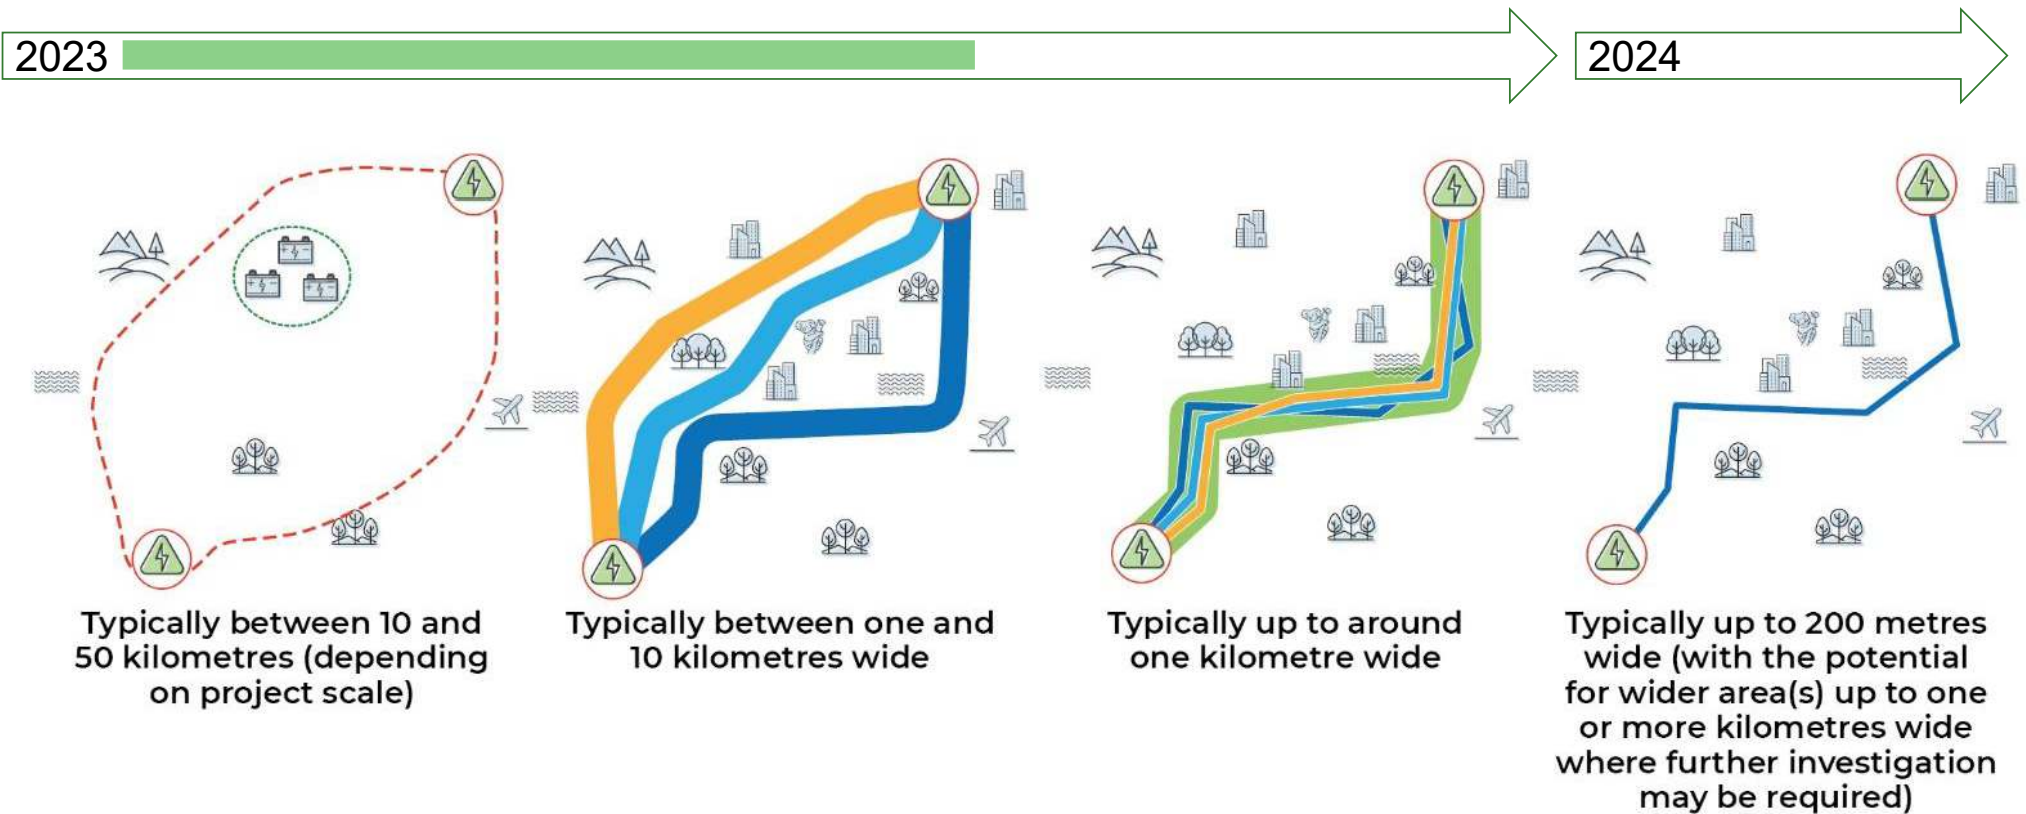 2023
2024
Typically between 10 and
50 kilometres (depending
on project scale)
Typically between one and
10 kilometres wide
Typically up to around
one kilometre wide
Typically up to 200 metres
wide (with the potential
for wider area(s) up to one
or more kilometres wide
where further investigation
may be required)